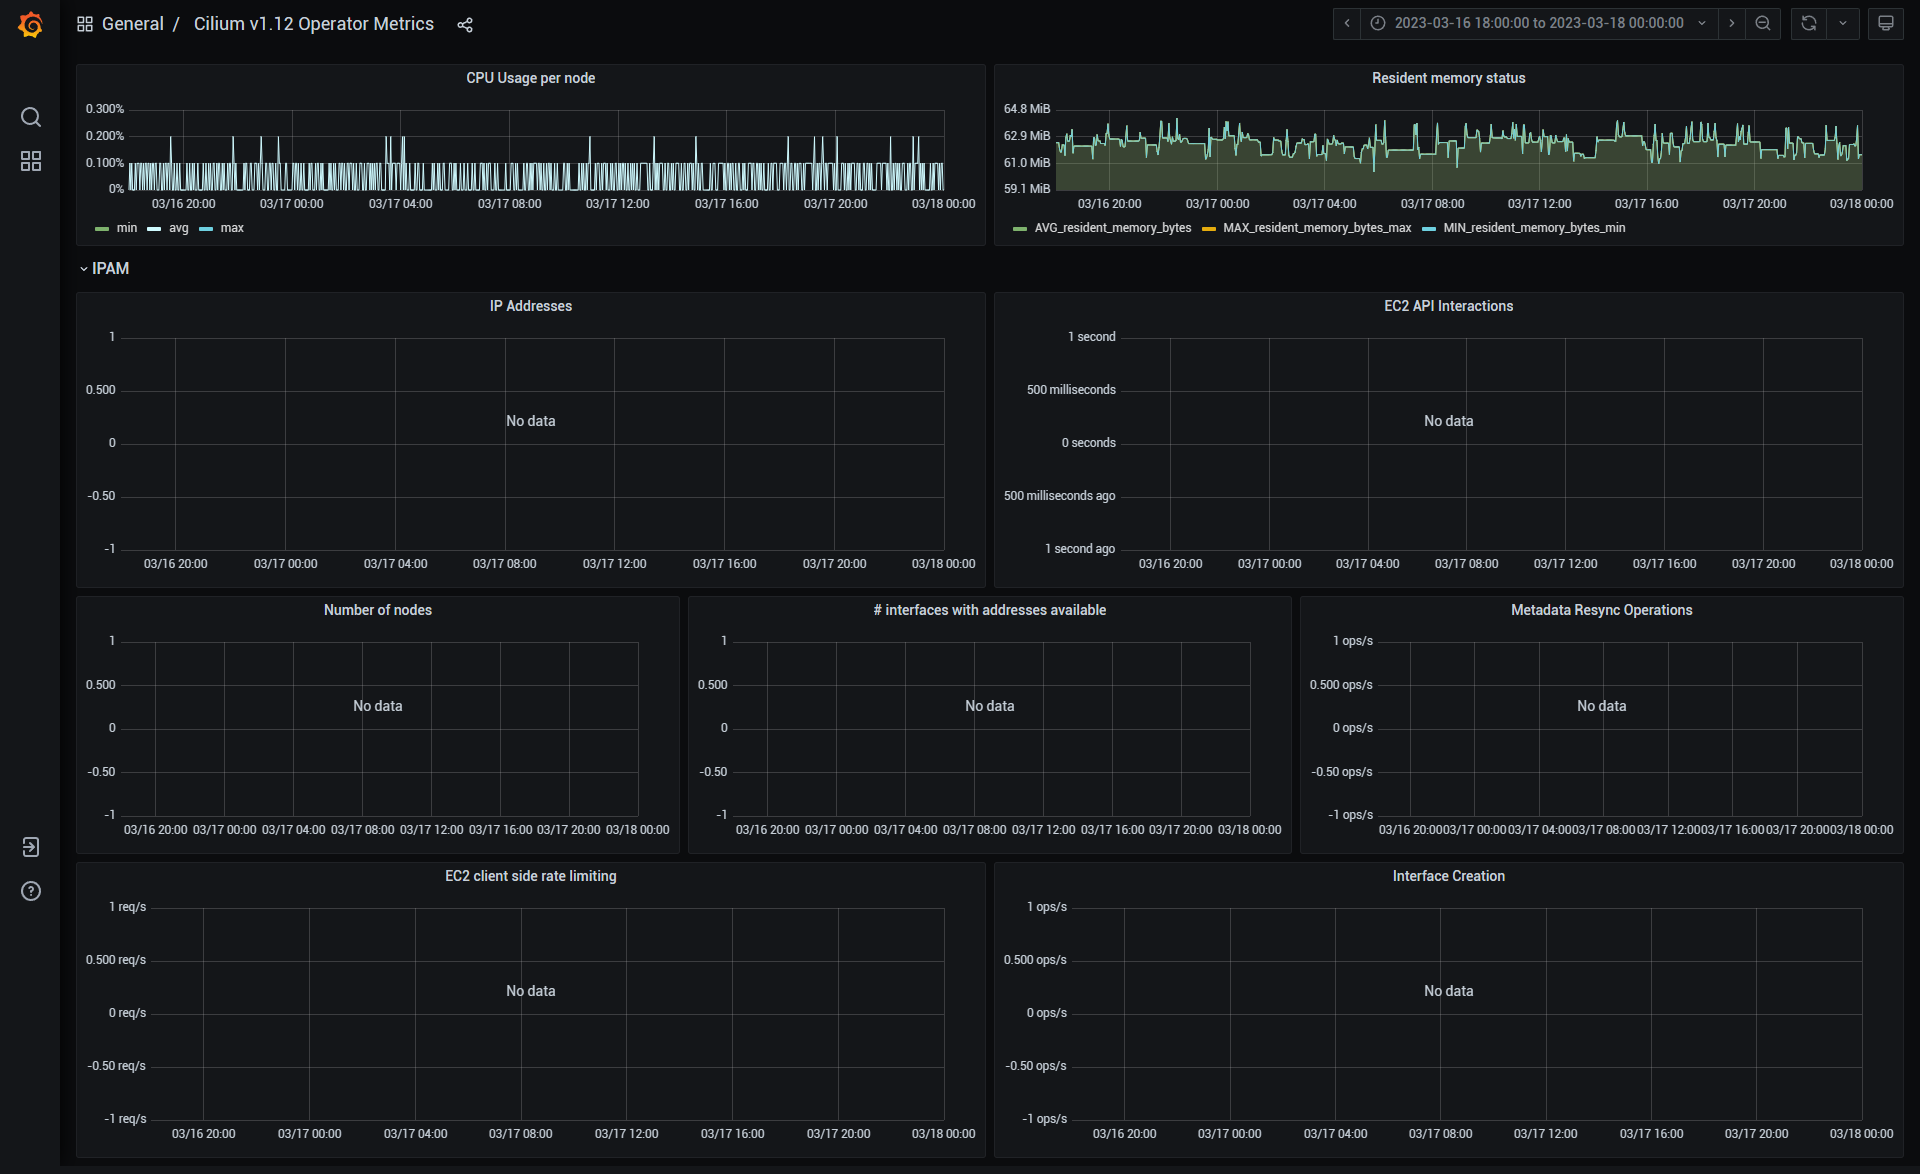 General / Cilium v1.12 Operator Metrics
2023-03-16 18:00:00 to 2023-03-18 00:00:00
CPU Usage per node
0.300%
0.200%
0.100%
0%
03/16 20:00 03/17 00:00 03/17 04:00 03/17 08:00 03/17 12:00 03/17 16:00 03/17 20:00 03/18 00:00
min avg max
Resident memory status
64.8 MiB
62.9 MiB
61.0 MiB
59.1 MiB
03/16 20:00 03/17 00:00 03/17 04:00 03/17 08:00 03/17 12:00 03/17 16:00 03/17 20:00 03/18 00:00
AVG_resident_memory_bytes MAX_resident_memory_bytes_max MIN_resident_memory_bytes_min
IPAM
IP Addresses
1
0.500
0
-0.50
-1
No data
03/16 20:00 03/17 00:00 03/17 04:00 03/17 08:00 03/17 12:00 03/17 16:00 03/17 20:00 03/18 00:00
EC2 API Interactions
1 second
500 milliseconds
0 seconds
500 milliseconds ago
1 second ago
No data
03/16 20:00 03/17 00:00 03/17 04:00 03/17 08:00 03/17 12:00 03/17 16:00 03/17 20:00 03/18 00:00
Number of nodes
1
0.500
0
-0.50
-1
No data
03/16 20:00 03/17 00:00 03/17 04:00 03/17 08:00 03/17 12:00 03/17 16:00 03/17 20:00 03/18 00:00
# interfaces with addresses available
1
0.500
0
-0.50
-1
No data
03/16 20:00 03/17 00:00 03/17 04:00 03/17 08:00 03/17 12:00 03/17 16:00 03/17 20:00 03/18 00:00
Metadata Resync Operations
1 ops/s
0.500 ops/s
0 ops/s
-0.50 ops/s
-1 ops/s
No data
03/16 20:00 03/17 00:00 03/17 04:00 03/17 08:00 03/17 12:00 03/17 16:00 03/17 20:00 03/18 00:00
EC2 client side rate limiting
1 req/s
0.500 req/s
0 req/s
-0.50 req/s
-1 req/s
No data
03/16 20:00 03/17 00:00 03/17 04:00 03/17 08:00 03/17 12:00 03/17 16:00 03/17 20:00 03/18 00:00
Interface Creation
1 ops/s
0.500 ops/s
0 ops/s
-0.50 ops/s
-1 ops/s
No data
03/16 20:00 03/17 00:00 03/17 04:00 03/17 08:00 03/17 12:00 03/17 16:00 03/17 20:00 03/18 00:00